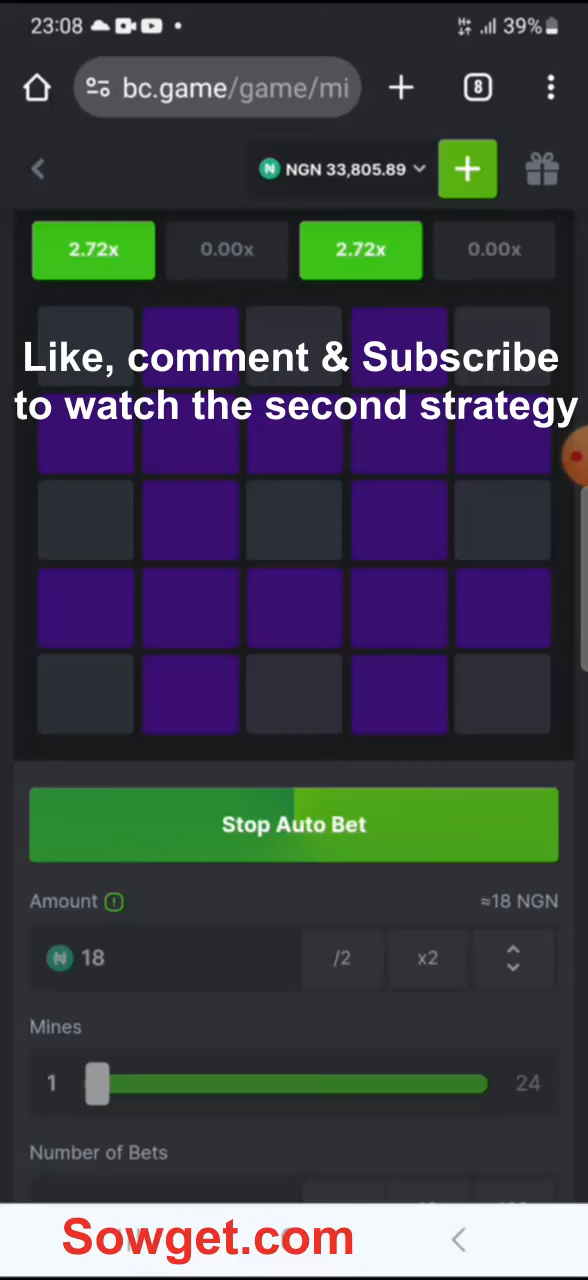 23:08 39%
bc.game/game/mi 8
NGN 33,805.89
2.72x 0.00x 2.72x 0.00x
Like, comment & Subscribe
to watch the second strategy
Stop Auto Bet
Amount ≈18 NGN
18 /2 x2
Mines
1 24
Number of Bets
Sowget.com